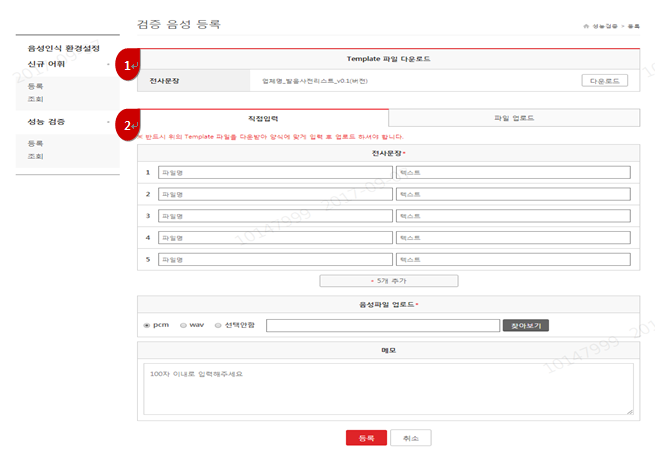 검증 음성 등록
성능검증 > 등록
음성인식 환경설정
신규 어휘 -
등록
조회
성능 검증 -
등록
조회
1
Template 파일 다운로드
전사문장 업체명_발음사전리스트_v0.1(버전) 다운로드
2
직접입력 파일 업로드
* 반드시 위의 Template 파일을 다운받아 양식에 맞게 입력 후 업로드 하셔야 합니다.
전사문장*
1 파일명 텍스트
2 파일명 텍스트
3 파일명 텍스트
4 파일명 텍스트
5 파일명 텍스트
+ 5개 추가
음성파일 업로드*
pcm wav 선택안함 찾아보기
메모
100자 이내로 입력해주세요
등록 취소